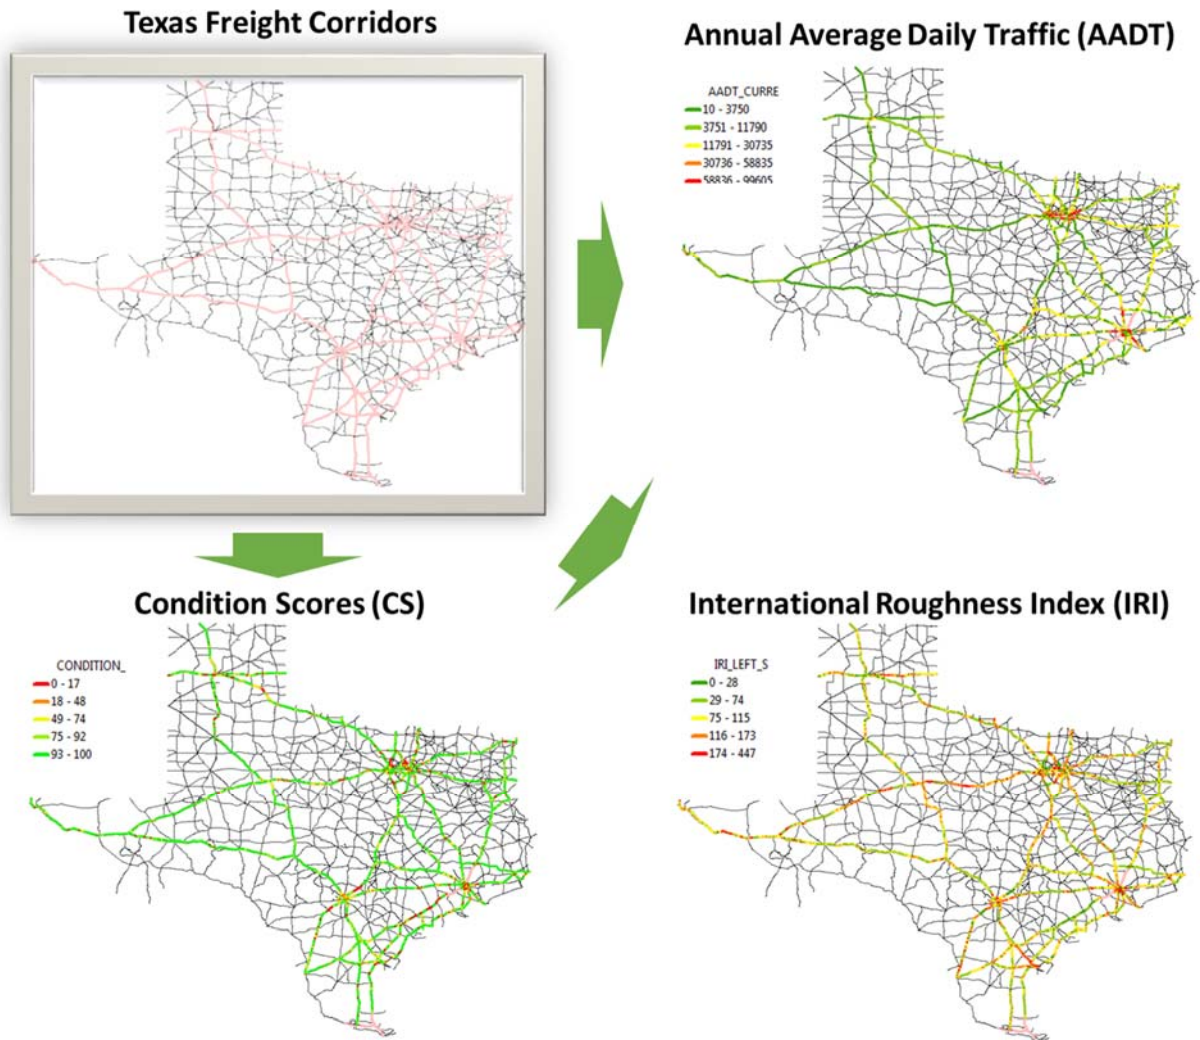 Texas Freight Corridors
Annual Average Daily Traffic (AADT)
AADT_CURRE
10 - 3750
3751 - 11790
11791 - 30735
30736 - 58835
58836 - 99605
Condition Scores (CS)
CONDITION_
0 - 17
18 - 48
49 - 74
75 - 92
93 - 100
International Roughness Index (IRI)
IRI_LEFT_S
0 - 28
29 - 74
75 - 115
116 - 173
174 - 447